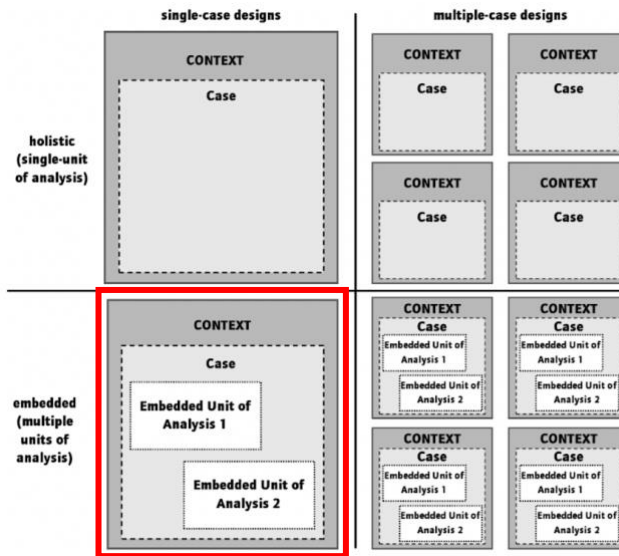 single-case designs
multiple-case designs
holistic
(single-unit
of analysis)
CONTEXT
Case
CONTEXT
Case
CONTEXT
Case
CONTEXT
Case
CONTEXT
Case
embedded
(multiple
units of
analysis)
CONTEXT
Case
Embedded Unit of
Analysis 1
Embedded Unit of
Analysis 2
CONTEXT
Case
Embedded Unit of
Analysis 1
Embedded Unit of
Analysis 2
CONTEXT
Case
Embedded Unit of
Analysis 1
Embedded Unit of
Analysis 2
CONTEXT
Case
Embedded Unit of
Analysis 1
Embedded Unit of
Analysis 2
CONTEXT
Case
Embedded Unit of
Analysis 1
Embedded Unit of
Analysis 2